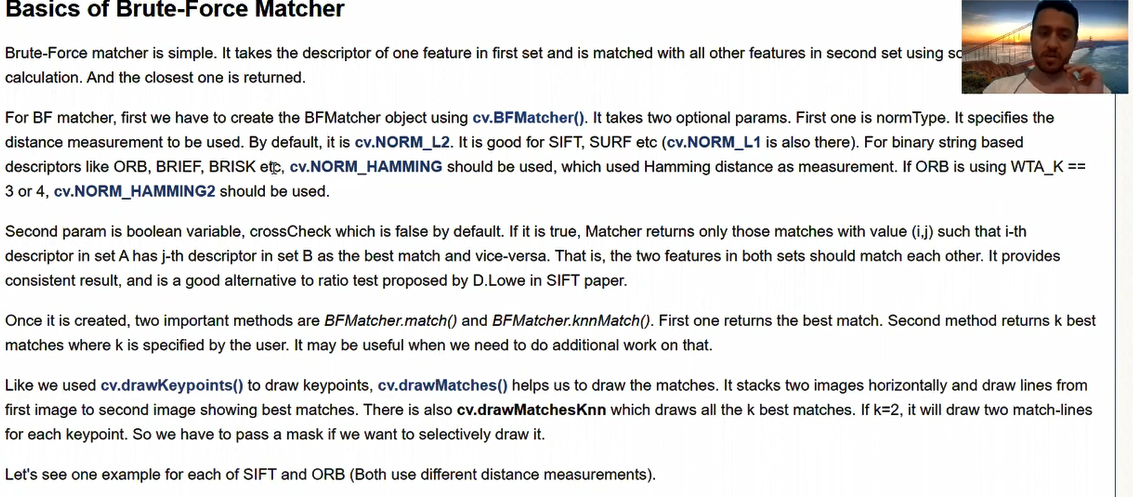 Basics of Brute-Force Matcher
Brute-Force matcher is simple. It takes the descriptor of one feature in first set and is matched with all other features in second set using
calculation. And the closest one is returned.
For BF matcher, first we have to create the BFMatcher object using cv.BFMatcher(). It takes two optional params. First one is normType. It specifies the
distance measurement to be used. By default, it is cv.NORM_L2. It is good for SIFT, SURF etc (cv.NORM_L1 is also there). For binary string based
descriptors like ORB, BRIEF, BRISK etc, cv.NORM_HAMMING should be used, which used Hamming distance as measurement. If ORB is using WTA_K ==
3 or 4, cv.NORM_HAMMING2 should be used.
Second param is boolean variable, crossCheck which is false by default. If it is true, Matcher returns only those matches with value (i,j) such that i-th
descriptor in set A has j-th descriptor in set B as the best match and vice-versa. That is, the two features in both sets should match each other. It provides
consistent result, and is a good alternative to ratio test proposed by D.Lowe in SIFT paper.
Once it is created, two important methods are BFMatcher.match() and BFMatcher.knnMatch(). First one returns the best match. Second method returns k best
matches where k is specified by the user. It may be useful when we need to do additional work on that.
Like we used cv.drawKeypoints() to draw keypoints, cv.drawMatches() helps us to draw the matches. It stacks two images horizontally and draw lines from
first image to second image showing best matches. There is also cv.drawMatchesKnn which draws all the k best matches. If k=2, it will draw two match-lines
for each keypoint. So we have to pass a mask if we want to selectively draw it.
Let's see one example for each of SIFT and ORB (Both use different distance measurements).